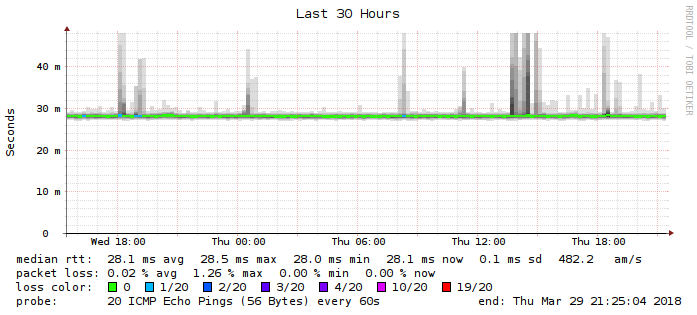 Last 30 Hours
RRDTOOL / TOBI OETIKER
Seconds
40 m
30 m
20 m
10 m
0
Wed 18:00 Thu 00:00 Thu 06:00 Thu 12:00 Thu 18:00
median rtt: 28.1 ms avg 28.5 ms max 28.0 ms min 28.1 ms now 0.1 ms sd 482.2 am/s
packet loss: 0.02 % avg 1.26 % max 0.00 % min 0.00 % now
loss color: 0 1/20 2/20 3/20 4/20 10/20 19/20
probe: 20 ICMP Echo Pings (56 Bytes) every 60s end: Thu Mar 29 21:25:04 2018